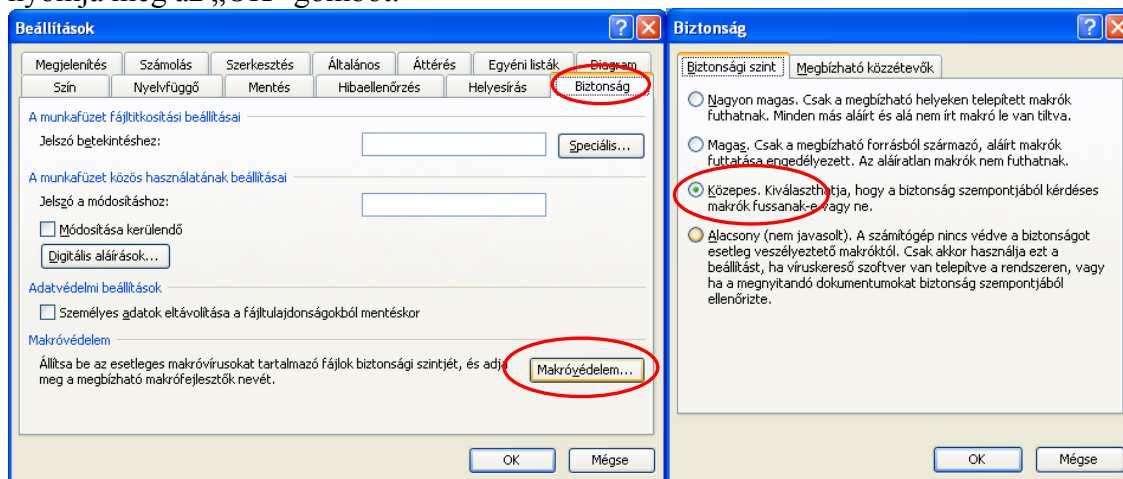 nyomja meg az „OK" gombot.
Beállítások
Megjelenítés Számolás Szerkesztés Általános Áttérés Egyéni listák Diagram
Szín Nyelvfüggő Mentés Hibaellenőrzés Helyesírás Biztonság
A munkafüzet fájltitkosítási beállításai
Jelszó betekintéshez:
Speciális...
A munkafüzet közös használatának beállításai
Jelszó a módosításhoz:
Módosítása kerülendő
Digitális aláírások...
Adatvédelmi beállítások
Személyes adatok eltávolítása a fájltulajdonságokból mentéskor
Makróvédelem
Állítsa be az esetleges makróvírusokat tartalmazó fájlok biztonsági szintjét, és adja
meg a megbízható makrófejlesztők nevét.
Makróvédelem...
OK Mégse
Biztonság
Biztonsági szint Megbízható közzétevők
Nagyon magas. Csak a megbízható helyeken telepített makrók
futhatnak. Minden más aláírt és alá nem írt makró le van tiltva.
Magas. Csak a megbízható forrásból származó, aláírt makrók
futtatása engedélyezett. Az aláíratlan makrók nem futhatnak.
Közepes. Kiválaszthatja, hogy a biztonság szempontjából kérdéses
makrók fussanak-e vagy ne.
Alacsony (nem javasolt). A számítógép nincs védve a biztonságot
esetleg veszélyeztető makróktól. Csak akkor használja ezt a
beállítást, ha víruskereső szoftver van telepítve a rendszeren, vagy
ha a megnyitandó dokumentumokat biztonság szempontjából
ellenőrizte.
OK Mégse